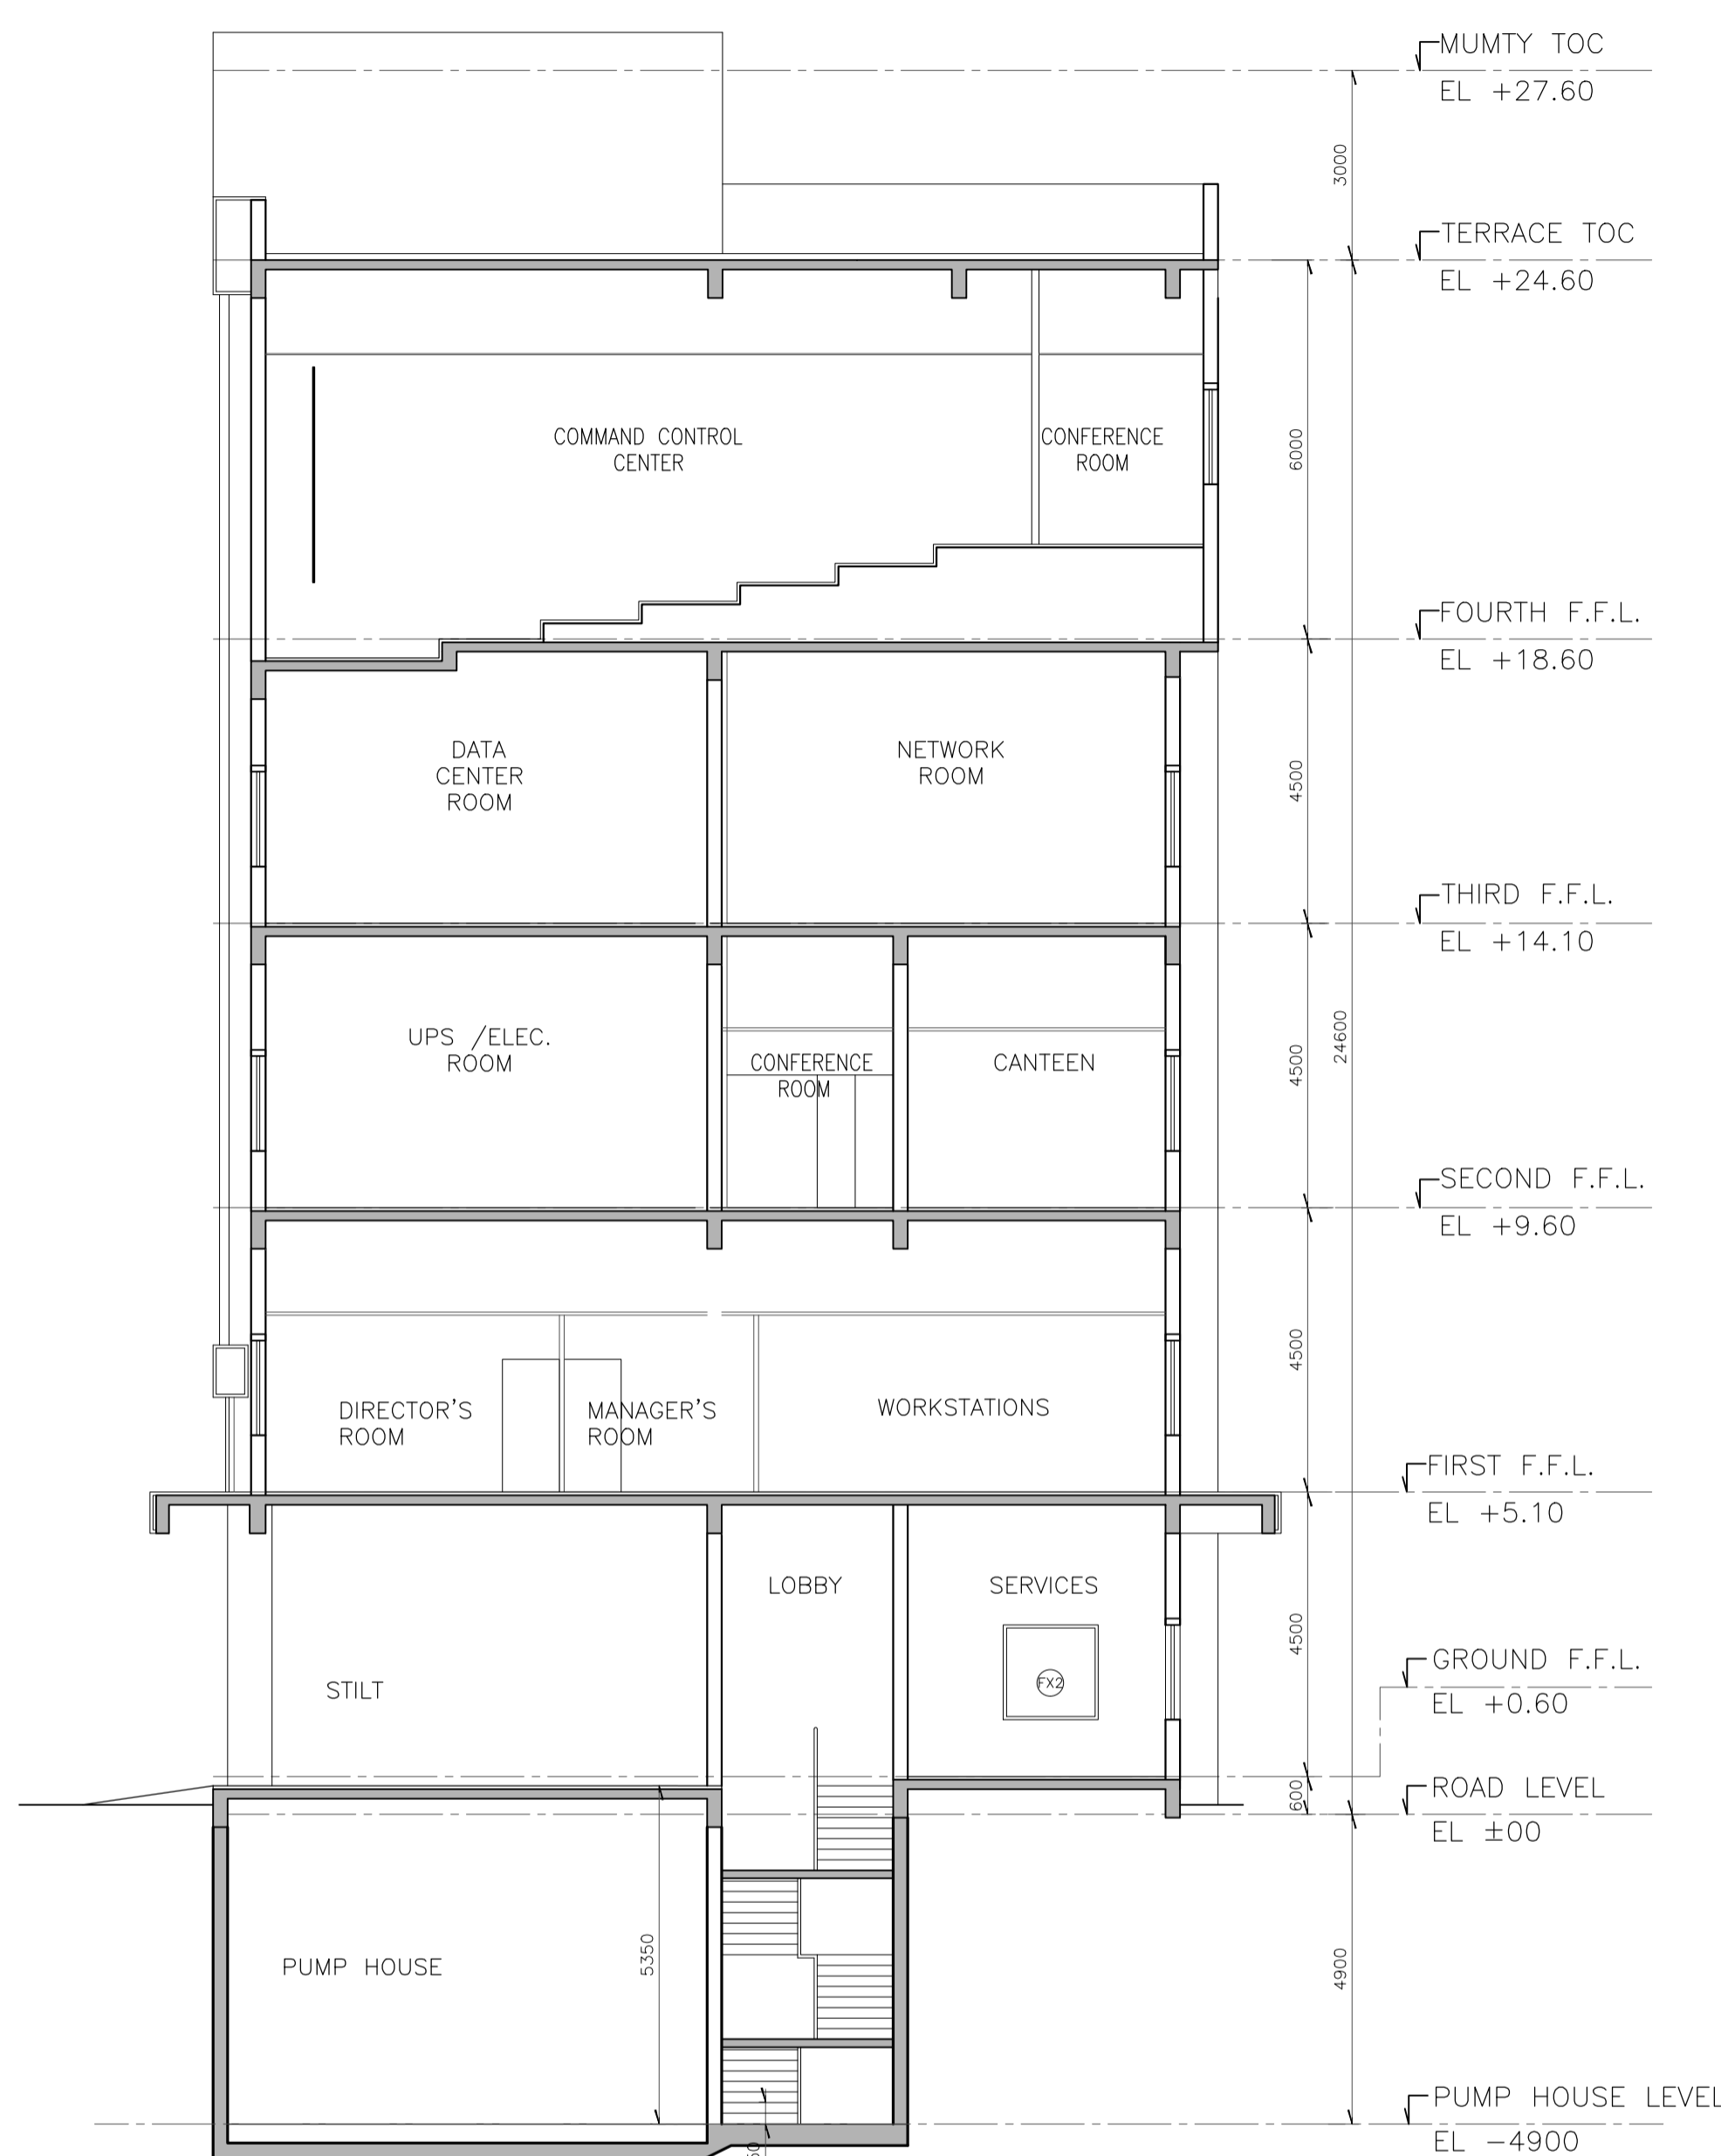 MUMTY TOC
EL +27.60
3000
TERRACE TOC
EL +24.60
COMMAND CONTROL
CENTER
CONFERENCE
ROOM
6000
FOURTH F.F.L.
EL +18.60
DATA
CENTER
ROOM
NETWORK
ROOM
4500
THIRD F.F.L.
EL +14.10
UPS /ELEC.
ROOM
CONFERENCE
ROOM
CANTEEN
4500
24600
SECOND F.F.L.
EL +9.60
DIRECTOR'S
ROOM
MANAGER'S
ROOM
WORKSTATIONS
4500
FIRST F.F.L.
EL +5.10
LOBBY
SERVICES
STILT
FX2
4500
GROUND F.F.L.
EL +0.60
600
ROAD LEVEL
EL ±00
PUMP HOUSE
5350
4900
PUMP HOUSE LEVEL
EL −4900